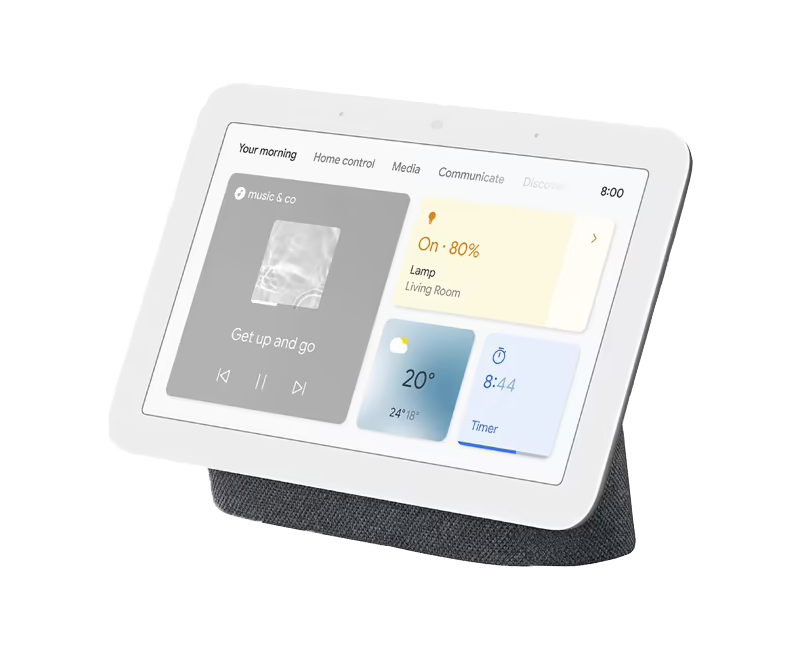 Your morning Home control Media Communicate Discover 8:00
music & co
Get up and go
On · 80%
Lamp
Living Room
20°
24° 18°
8:44
Timer